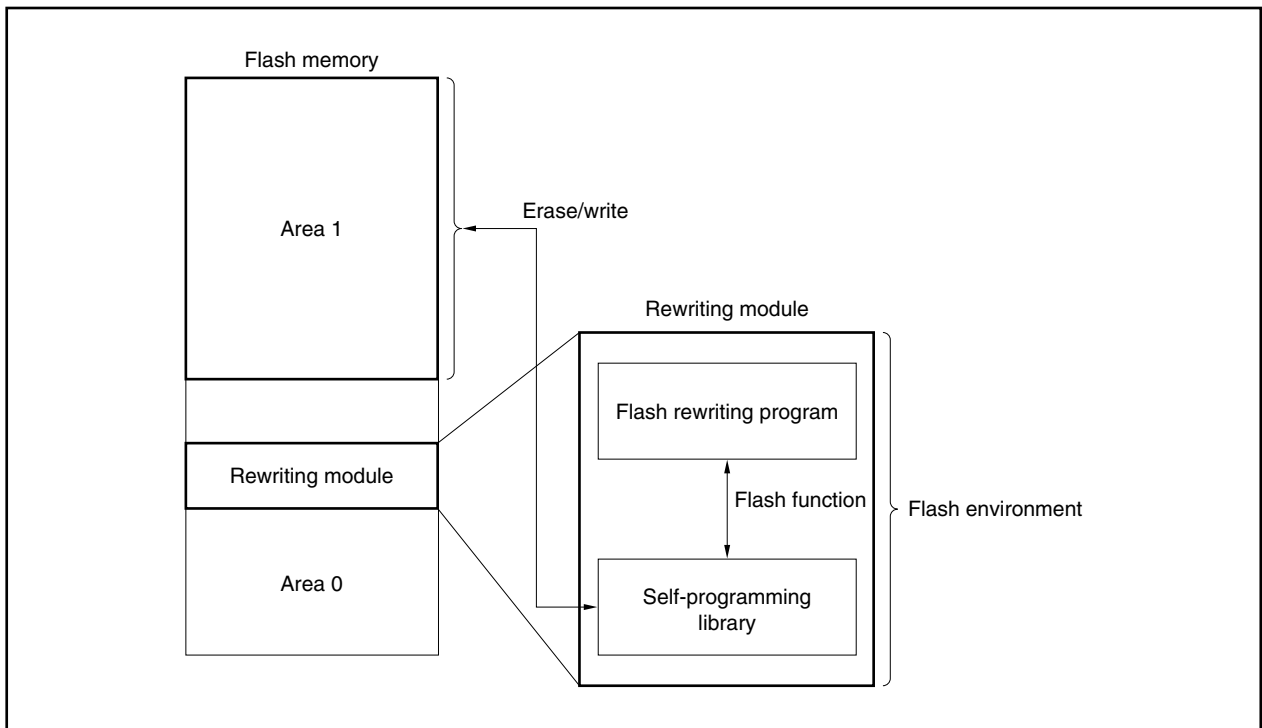 Flash memory
Area 1
Erase/write
Rewriting module
Flash rewriting program
Rewriting module
Flash function
Flash environment
Area 0
Self-programming
library